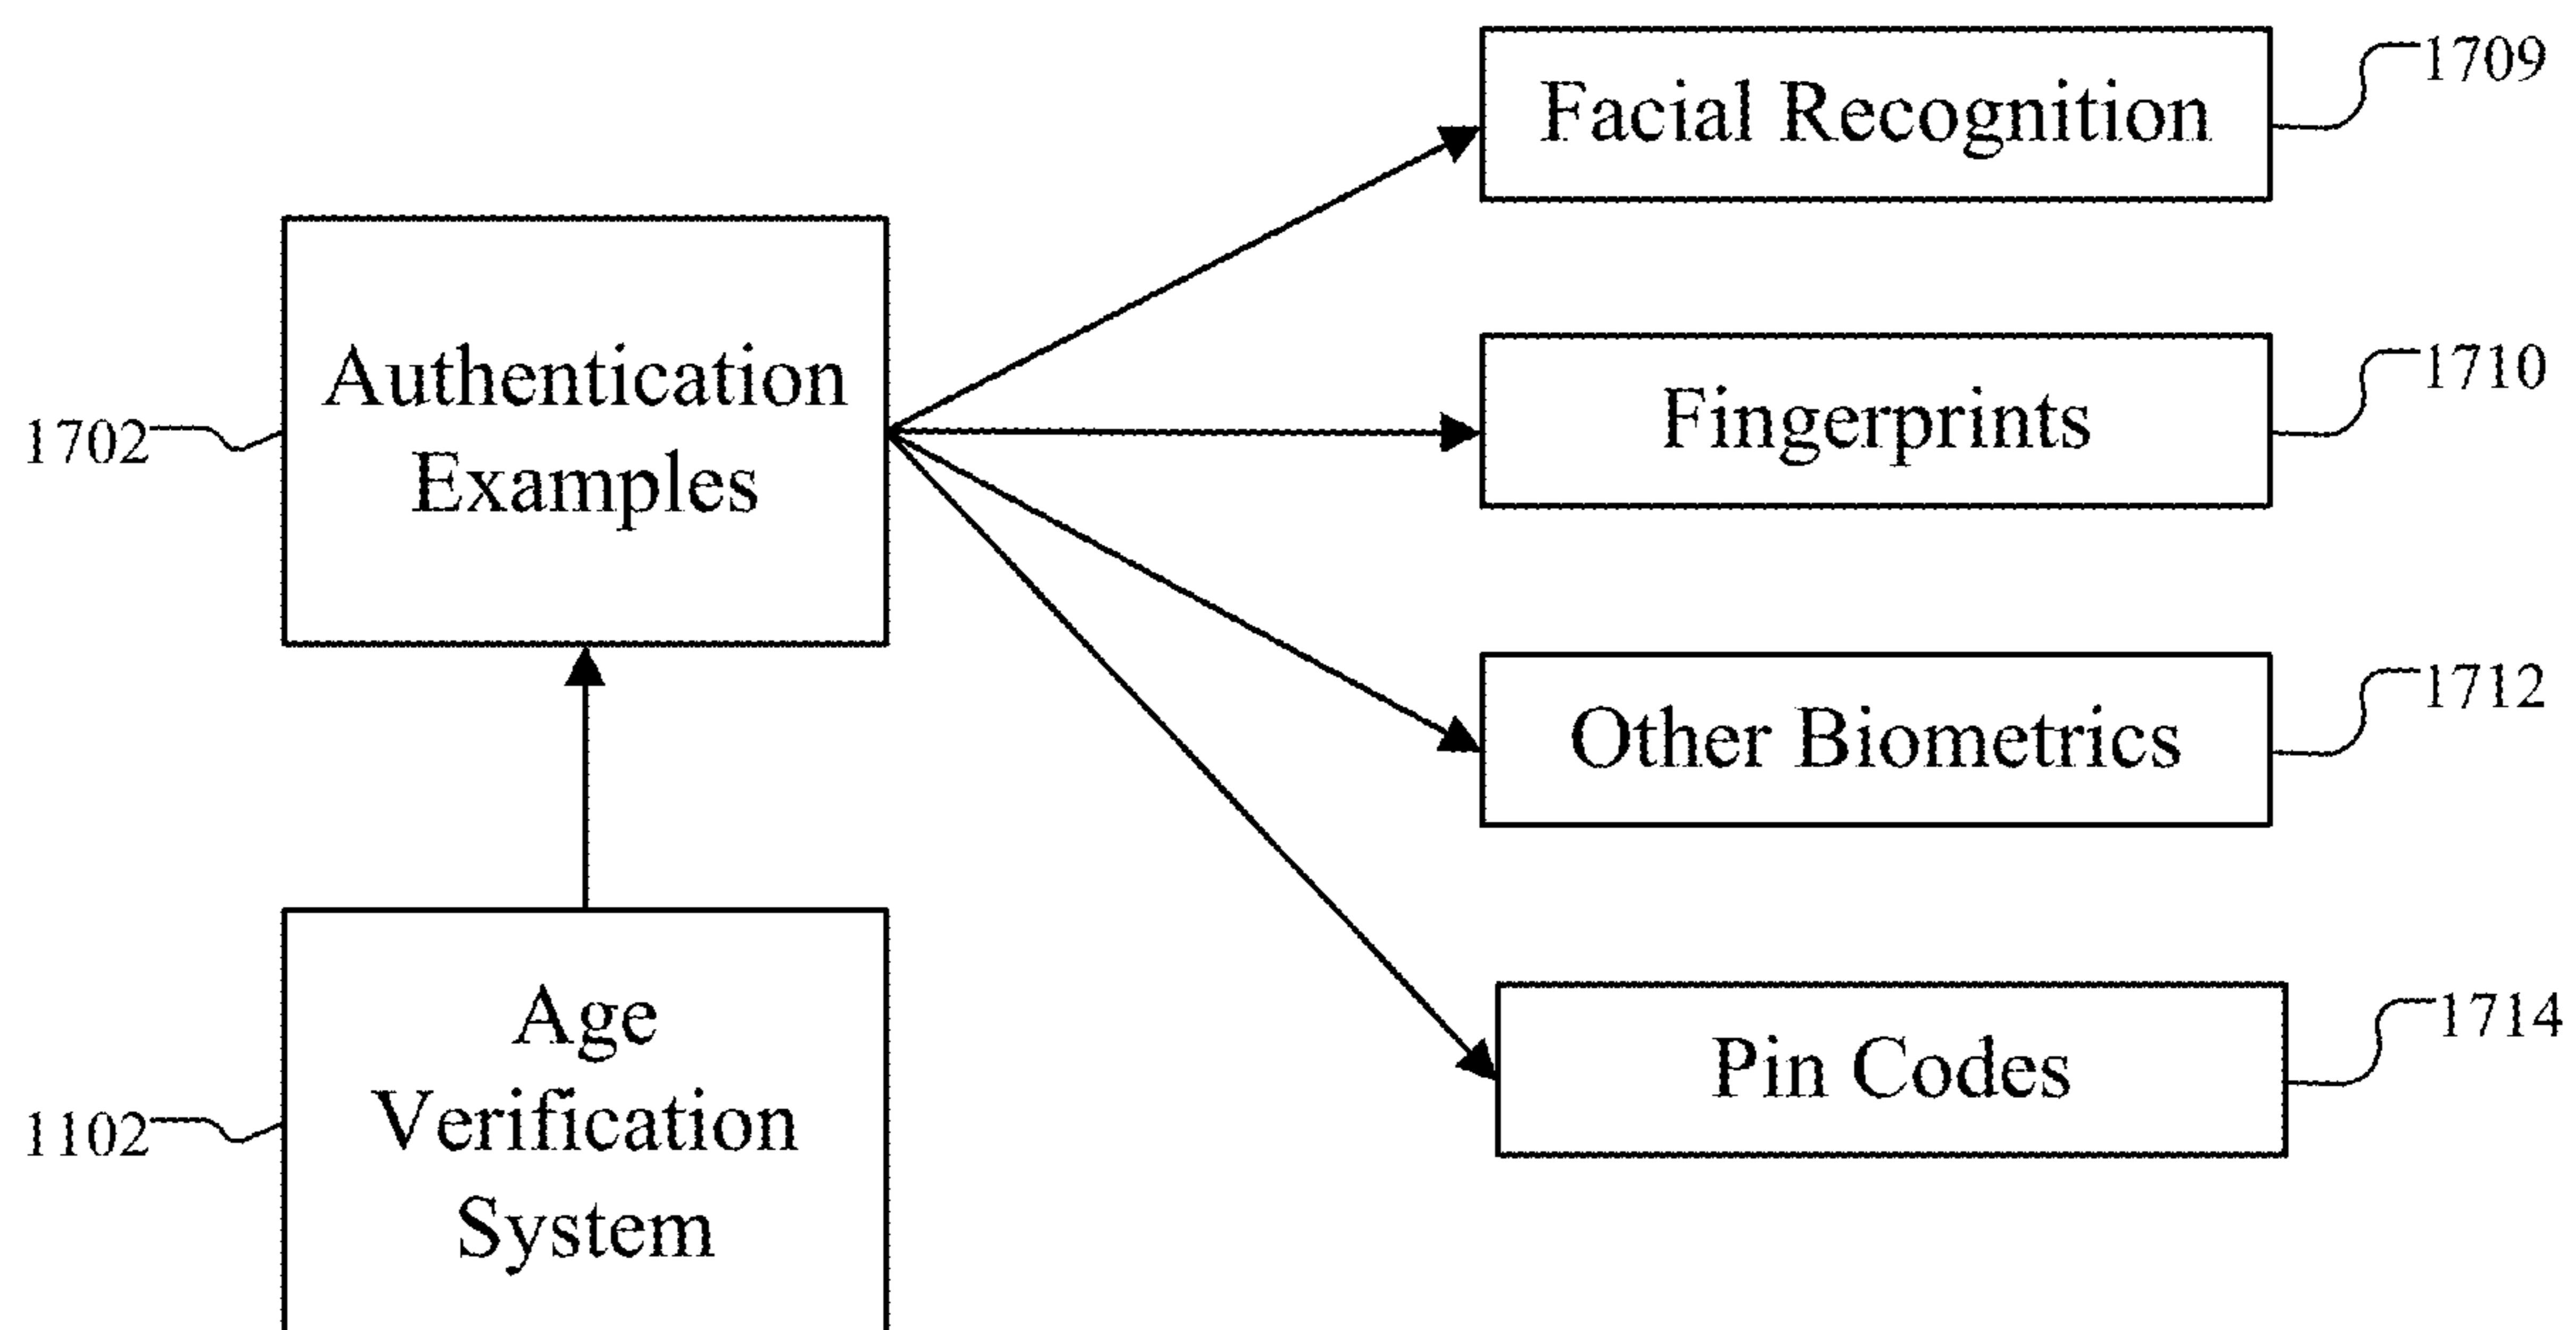 Facial Recognition
1709
Authentication
Examples
1702
Fingerprints
1710
Other Biometrics
1712
Age
Verification
System
1102
Pin Codes
1714